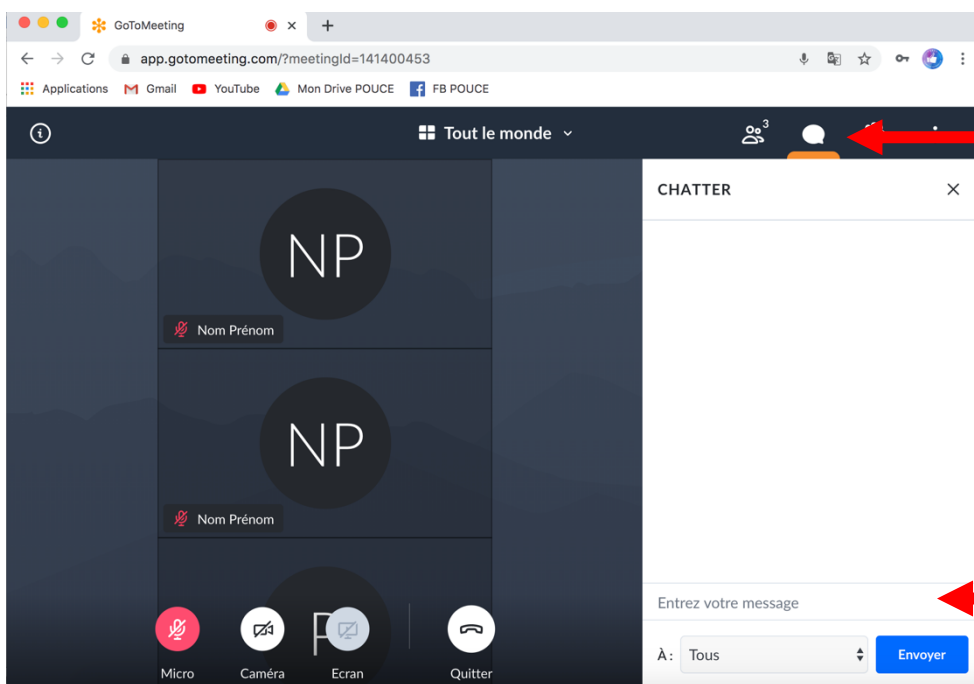 GoToMeeting
app.gotomeeting.com/?meetingId=141400453
Applications Gmail YouTube Mon Drive POUCE FB POUCE
Tout le monde
3
CHATTER
NP
Nom Prénom
NP
Nom Prénom
P
Entrez votre message
Micro Caméra Ecran Quitter
À : Tous Envoyer